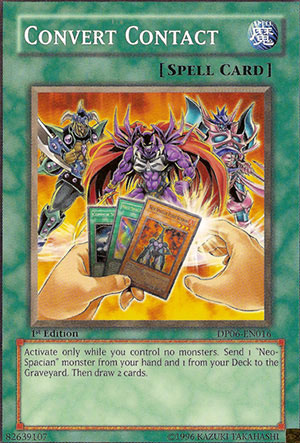 CONVERT CONTACT
魔
[SPELL CARD]
1st Edition
DP06-EN016
Activate only while you control no monsters. Send 1 "Neo-
Spacian" monster from your hand and 1 from your Deck to the
Graveyard. Then draw 2 cards.
82639107
©1996 KAZUKI TAKAHASHI